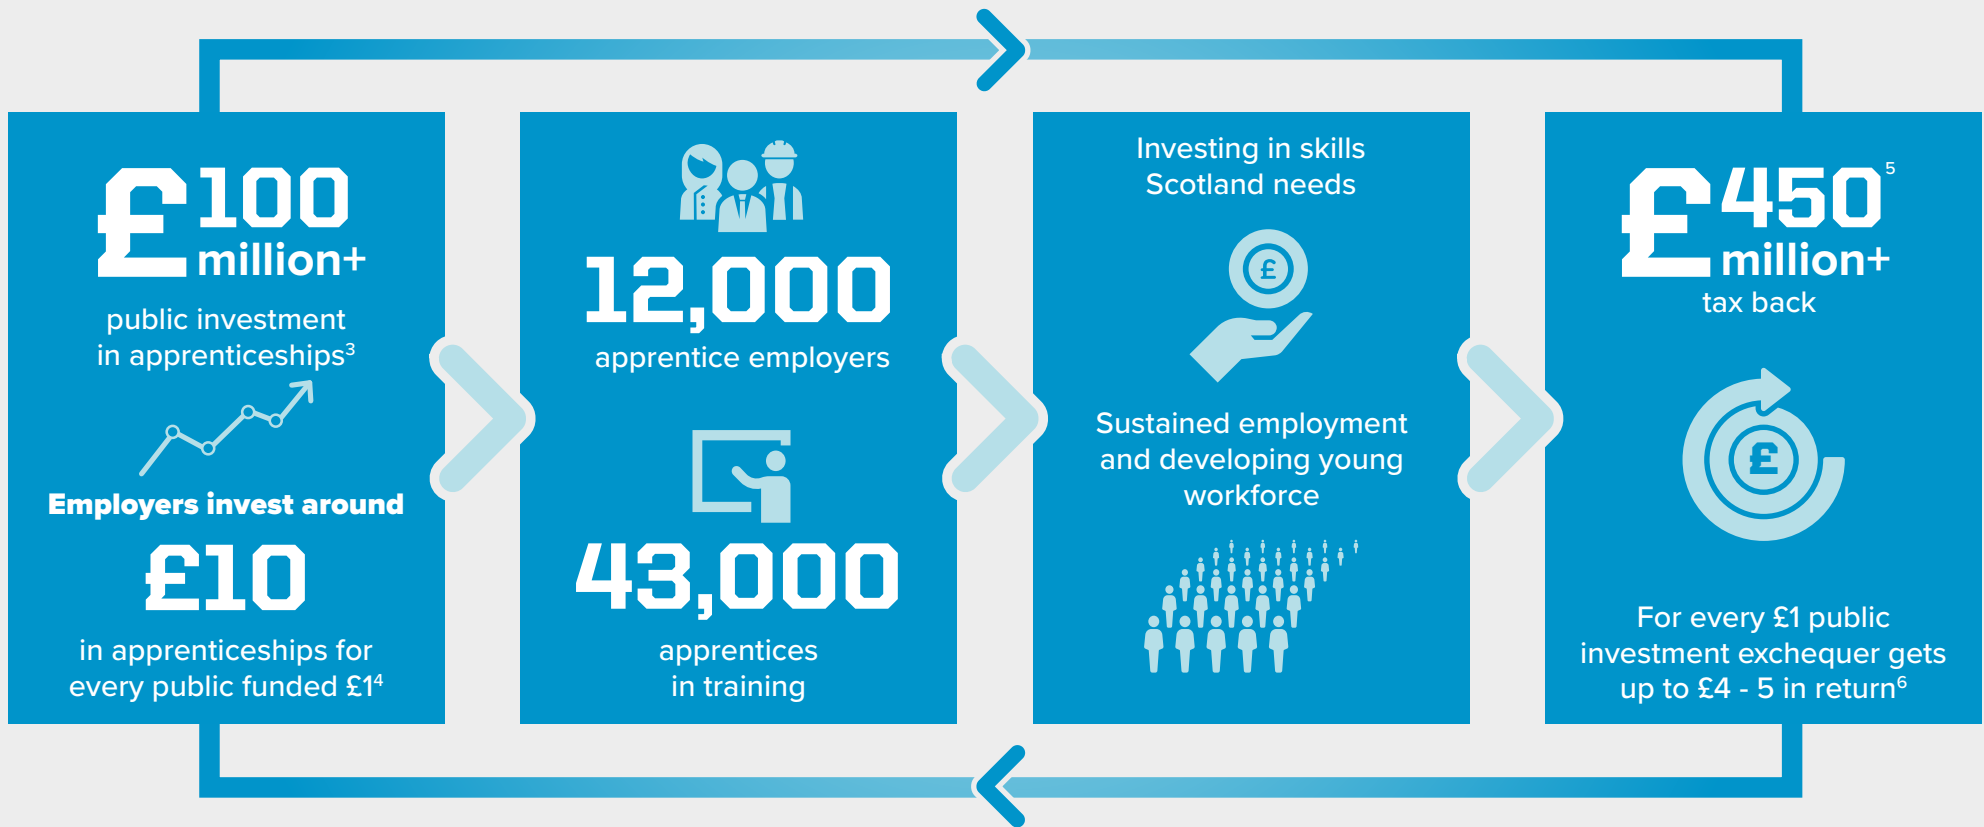 £100
million+
public investment
in apprenticeships³
Employers invest around
£10
in apprenticeships for
every public funded £1⁴
12,000
apprentice employers
43,000
apprentices
in training
Investing in skills
Scotland needs
£
Sustained employment
and developing young
workforce
£450⁵
million+
tax back
£
For every £1 public
investment exchequer gets
up to £4 - 5 in return⁶